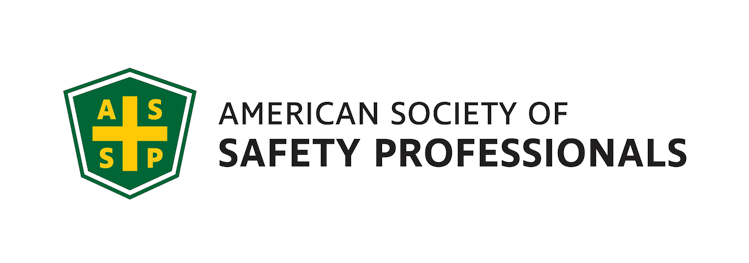 A S
S P
AMERICAN SOCIETY OF
SAFETY PROFESSIONALS